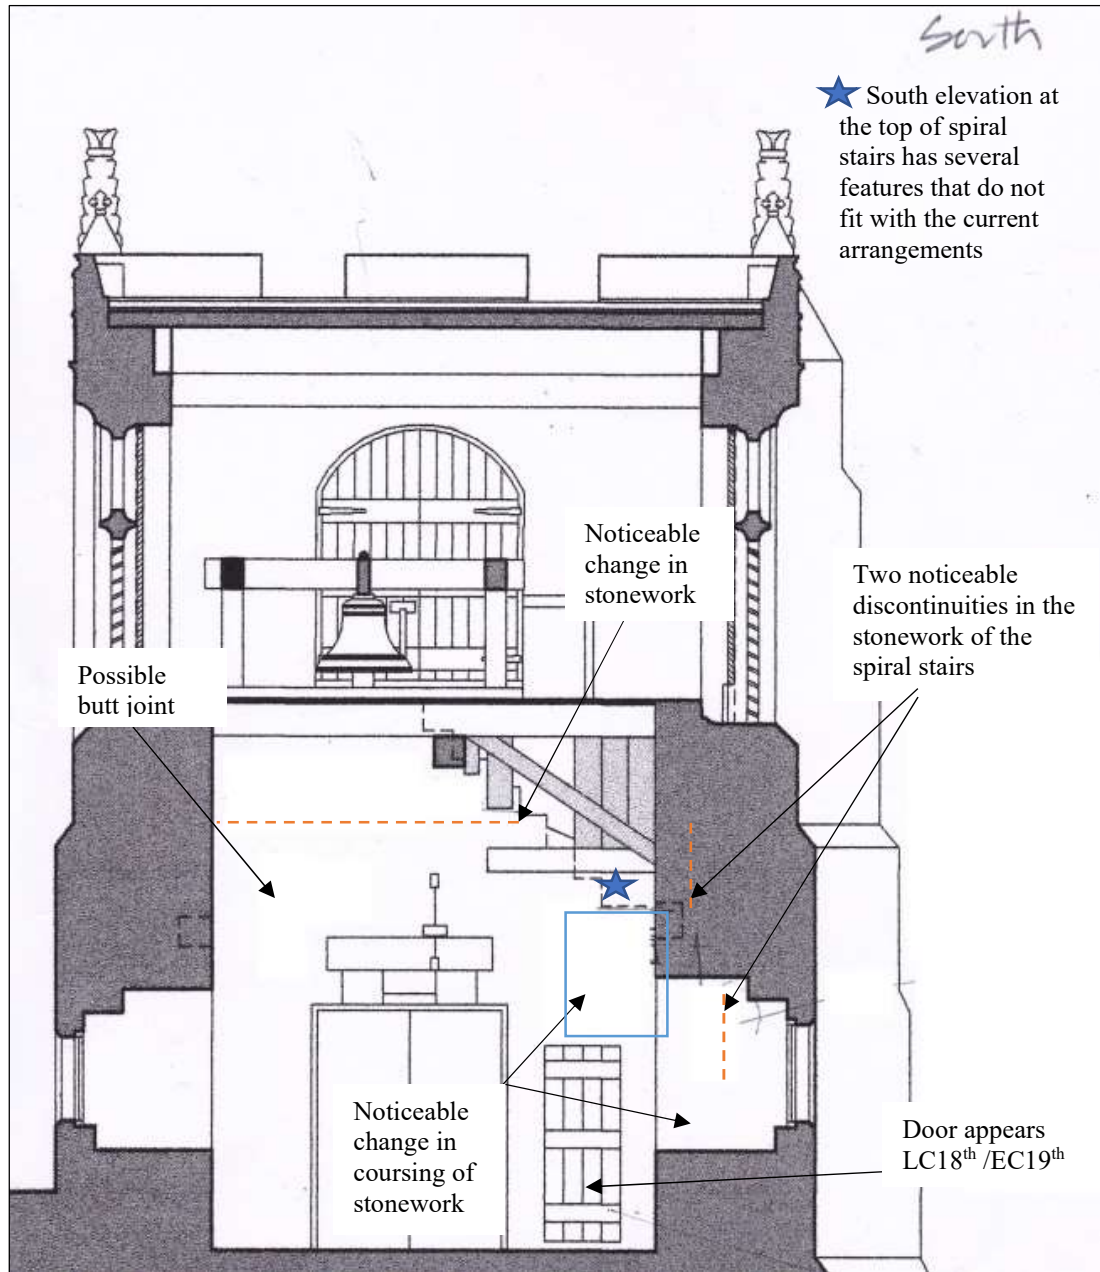 South
South elevation at
the top of spiral
stairs has several
features that do not
fit with the current
arrangements
Noticeable
change in
stonework
Two noticeable
discontinuities in the
stonework of the
spiral stairs
Possible
butt joint
Noticeable
change in
coursing of
stonework
Door appears
LC18th /EC19th